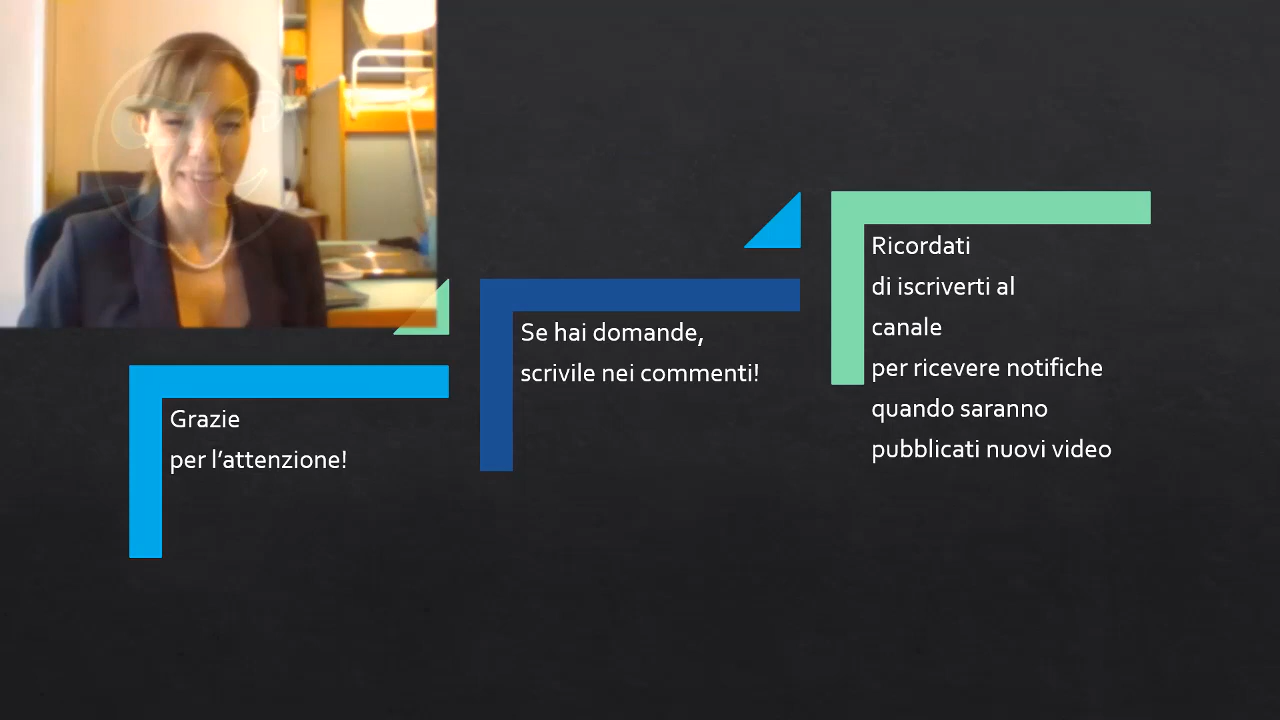 Grazie
per l’attenzione!
Se hai domande,
scrivile nei commenti!
Ricordati
di iscriverti al
canale
per ricevere notifiche
quando saranno
pubblicati nuovi video